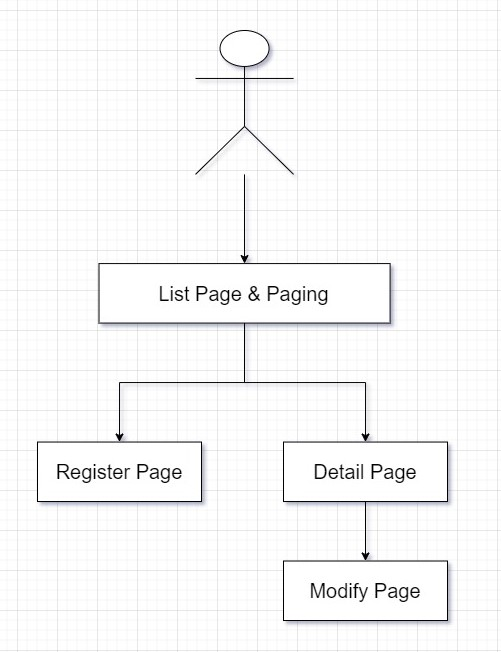 List Page & Paging
Register Page
Detail Page
Modify Page